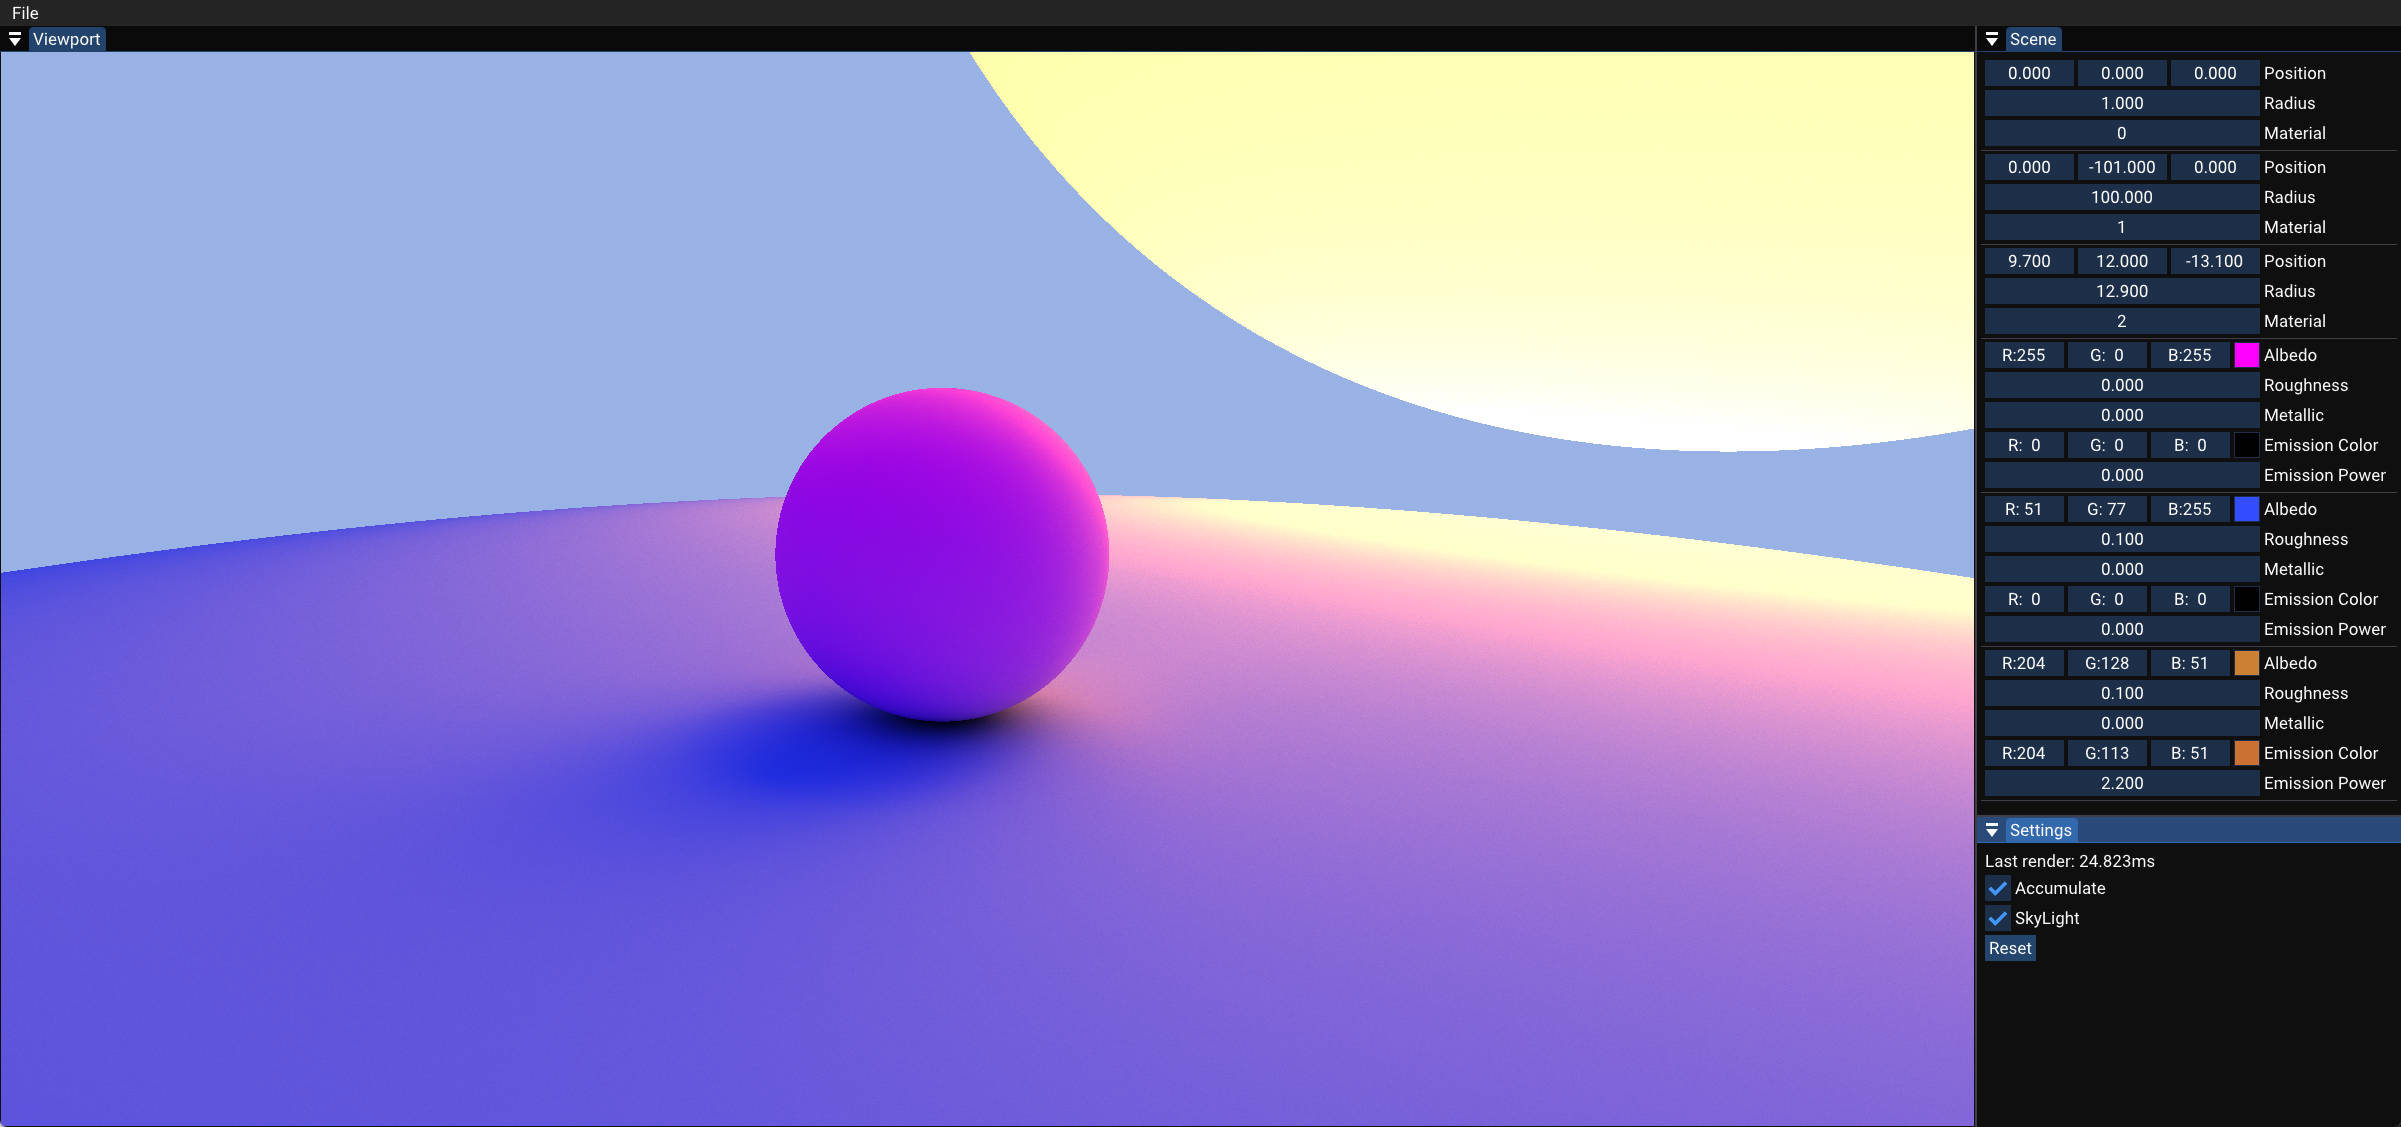 File
Viewport
Scene
0.000 0.000 0.000 Position
1.000 Radius
0 Material
0.000 -101.000 0.000 Position
100.000 Radius
1 Material
9.700 12.000 -13.100 Position
12.900 Radius
2 Material
R:255 G: 0 B:255 Albedo
0.000 Roughness
0.000 Metallic
R: 0 G: 0 B: 0 Emission Color
0.000 Emission Power
R: 51 G: 77 B:255 Albedo
0.100 Roughness
0.000 Metallic
R: 0 G: 0 B: 0 Emission Color
0.000 Emission Power
R:204 G:128 B: 51 Albedo
0.100 Roughness
0.000 Metallic
R:204 G:113 B: 51 Emission Color
2.200 Emission Power
Settings
Last render: 24.823ms
Accumulate
SkyLight
Reset